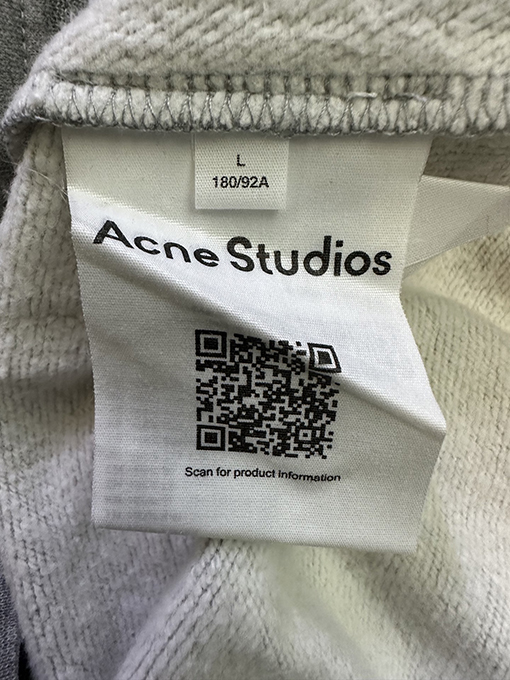 L
180/92A
Acne Studios
Scan for product information